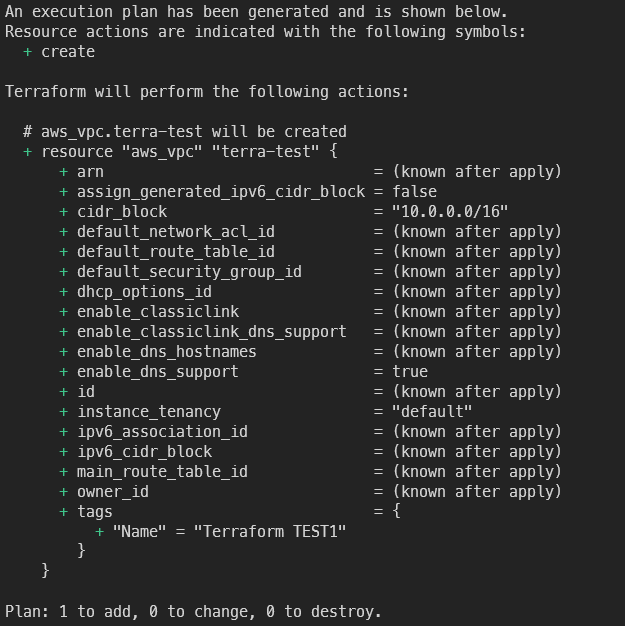 An execution plan has been generated and is shown below.
Resource actions are indicated with the following symbols:
  + create

Terraform will perform the following actions:

  # aws_vpc.terra-test will be created
  + resource "aws_vpc" "terra-test" {
      + arn                              = (known after apply)
      + assign_generated_ipv6_cidr_block = false
      + cidr_block                       = "10.0.0.0/16"
      + default_network_acl_id           = (known after apply)
      + default_route_table_id           = (known after apply)
      + default_security_group_id        = (known after apply)
      + dhcp_options_id                  = (known after apply)
      + enable_classiclink               = (known after apply)
      + enable_classiclink_dns_support   = (known after apply)
      + enable_dns_hostnames             = (known after apply)
      + enable_dns_support               = true
      + id                               = (known after apply)
      + instance_tenancy                 = "default"
      + ipv6_association_id              = (known after apply)
      + ipv6_cidr_block                  = (known after apply)
      + main_route_table_id              = (known after apply)
      + owner_id                         = (known after apply)
      + tags                             = {
          + "Name" = "Terraform TEST1"
        }
    }

Plan: 1 to add, 0 to change, 0 to destroy.